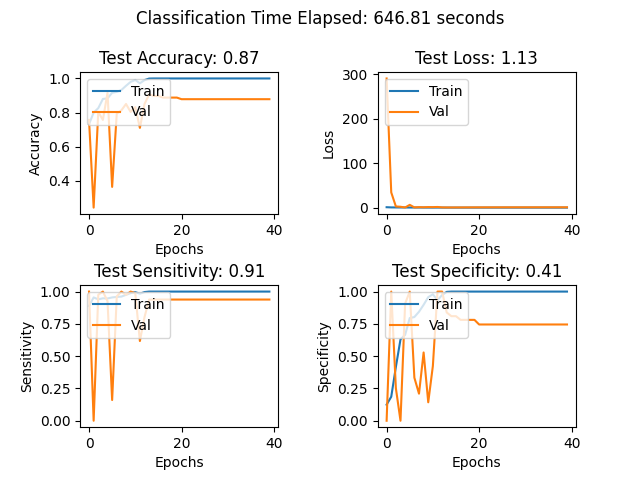 Classification Time Elapsed: 646.81 seconds
Test Accuracy: 0.87
Accuracy
1.0
0.8
0.6
0.4
Train
Val
0 20 40
Epochs
Test Loss: 1.13
Loss
300
200
100
0
Train
Val
0 20 40
Epochs
Test Sensitivity: 0.91
Sensitivity
1.00
0.75
0.50
0.25
0.00
Train
Val
0 20 40
Epochs
Test Specificity: 0.41
Specificity
1.00
0.75
0.50
0.25
0.00
Train
Val
0 20 40
Epochs